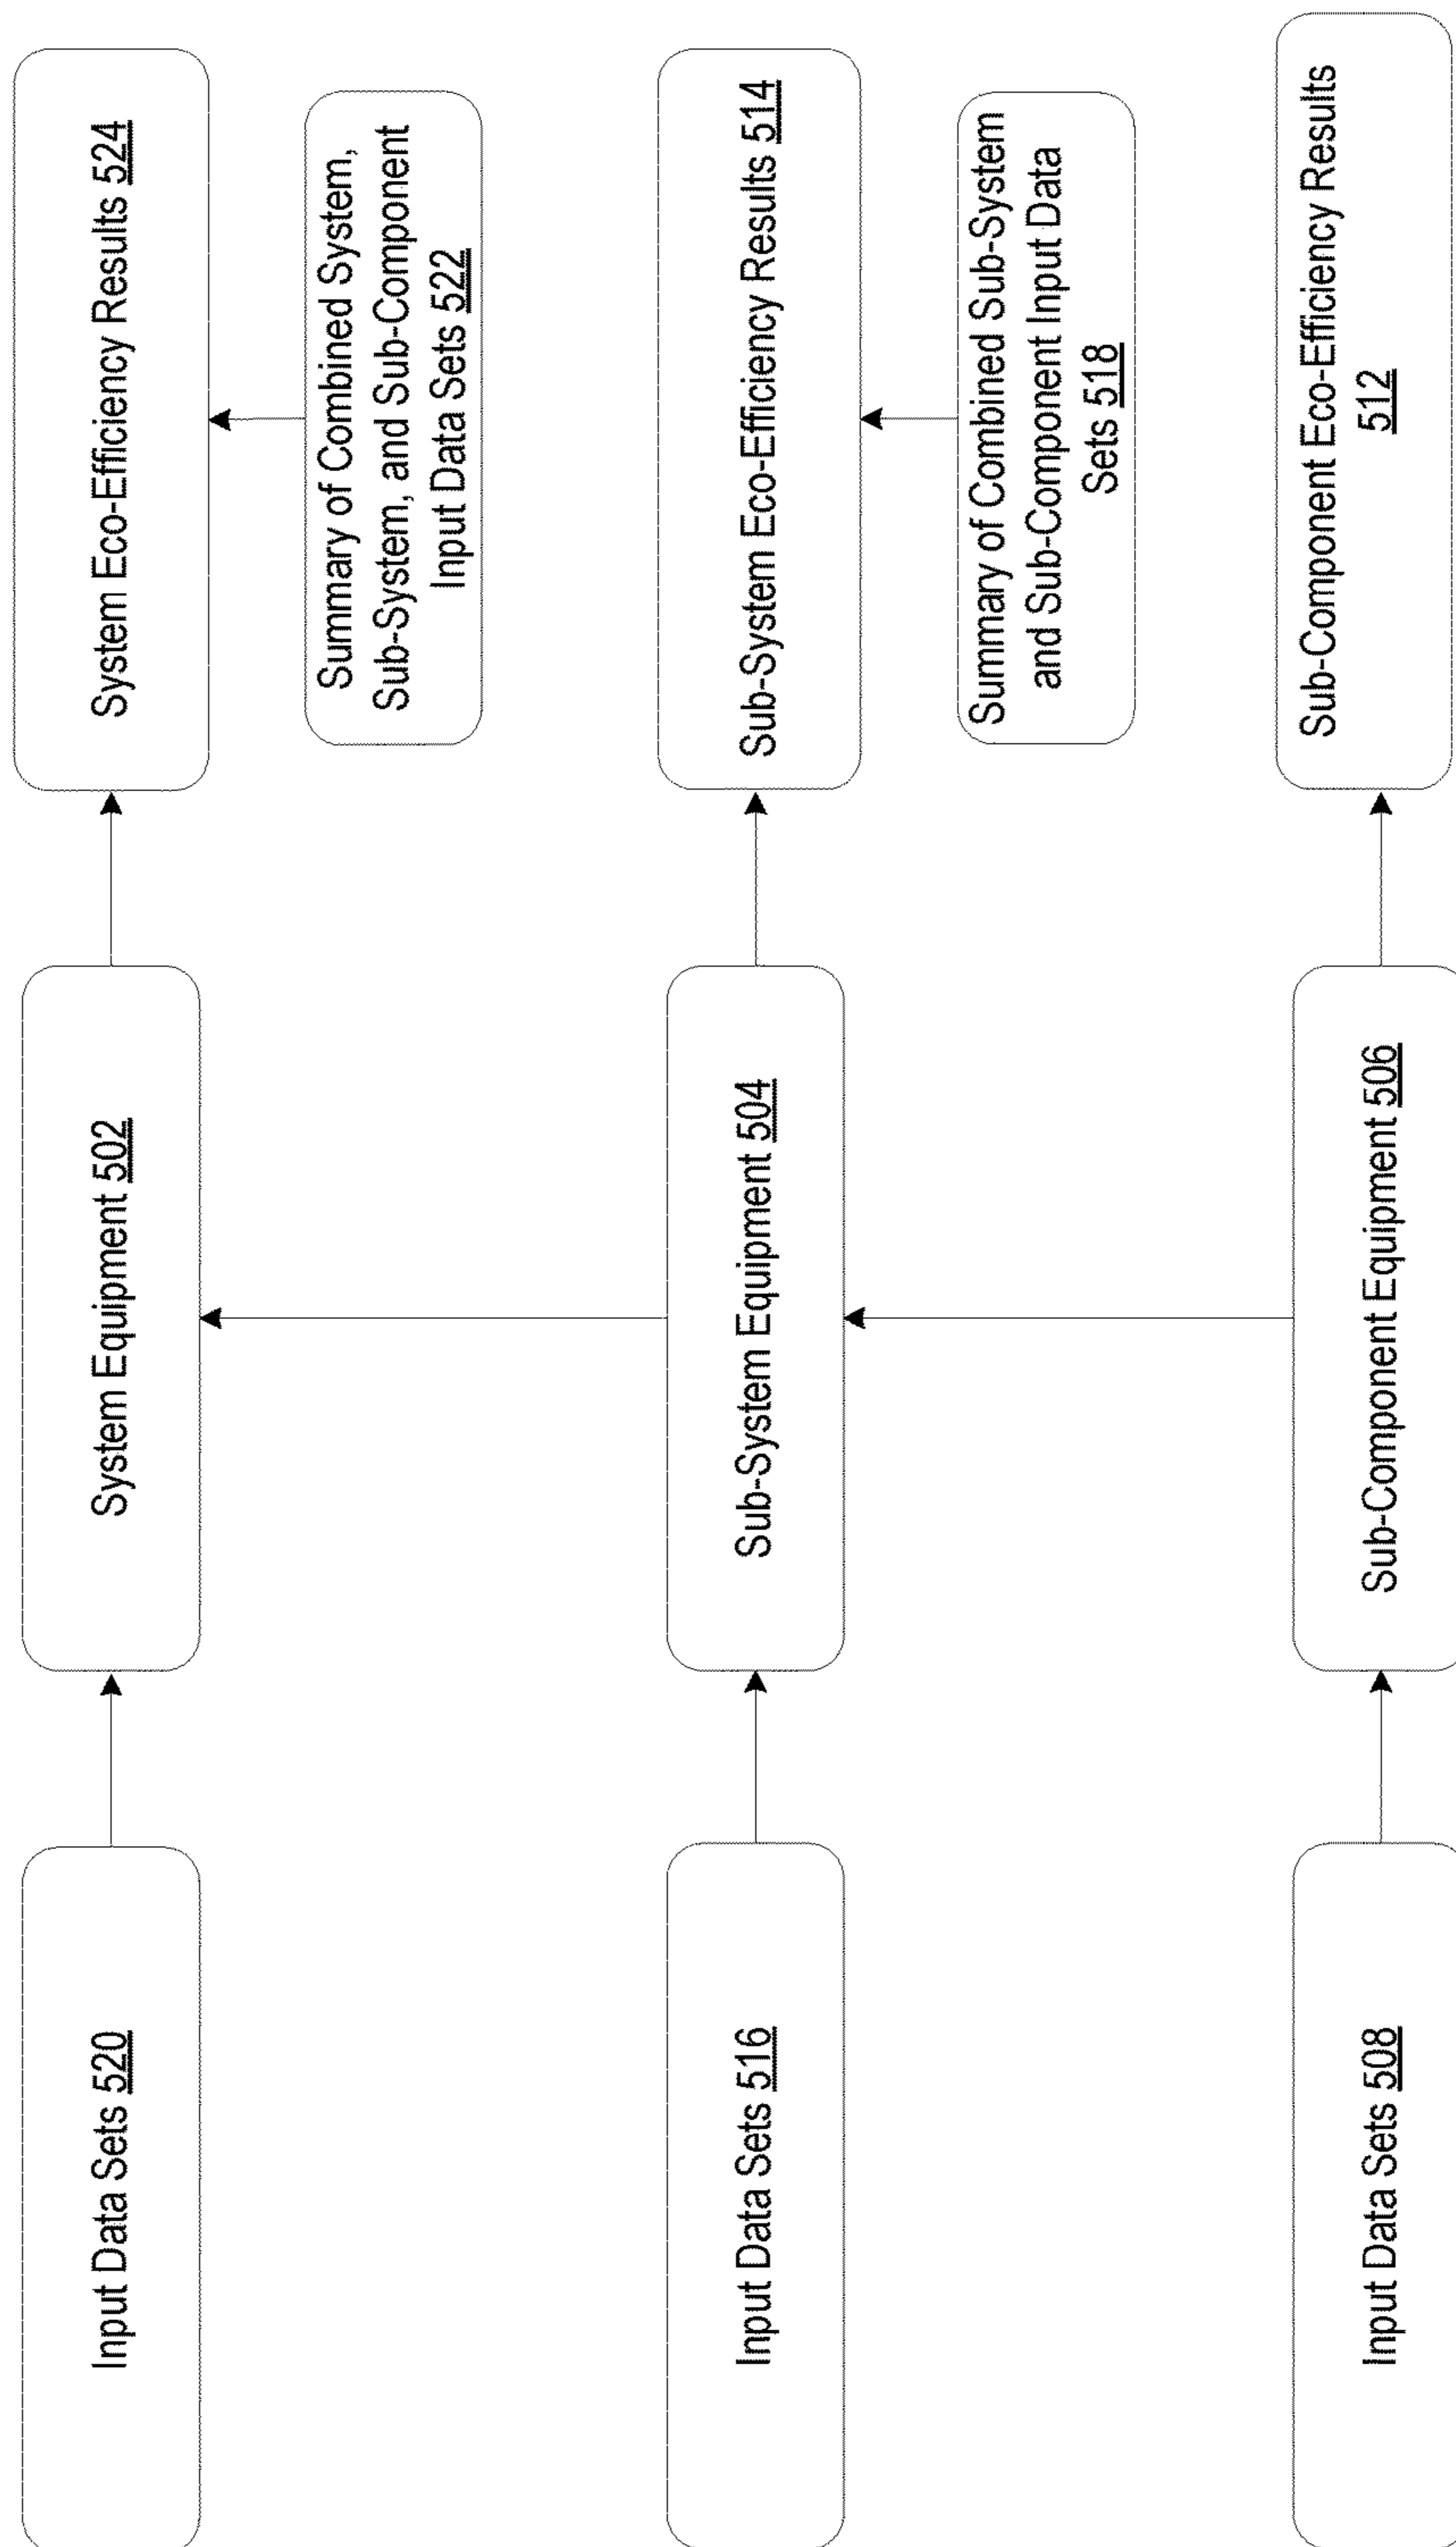 Input Data Sets 520
System Equipment 502
System Eco-Efficiency Results 524
Summary of Combined System,
Sub-System, and Sub-Component
Input Data Sets 522
Input Data Sets 516
Sub-System Equipment 504
Sub-System Eco-Efficiency Results 514
Summary of Combined Sub-System
and Sub-Component Input Data
Sets 518
Input Data Sets 508
Sub-Component Equipment 506
Sub-Component Eco-Efficiency Results
512